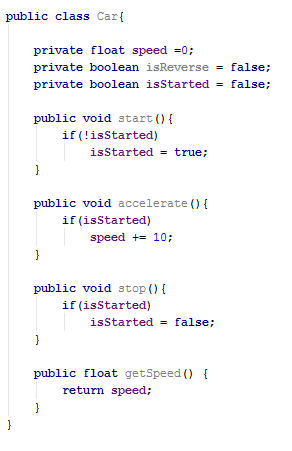 public class Car{
private float speed =0;
private boolean isReverse = false;
private boolean isStarted = false;
public void start(){
if(!isStarted)
isStarted = true;
}
public void accelerate(){
if(isStarted)
speed += 10;
}
public void stop(){
if(isStarted)
isStarted = false;
}
public float getSpeed() {
return speed;
}
}